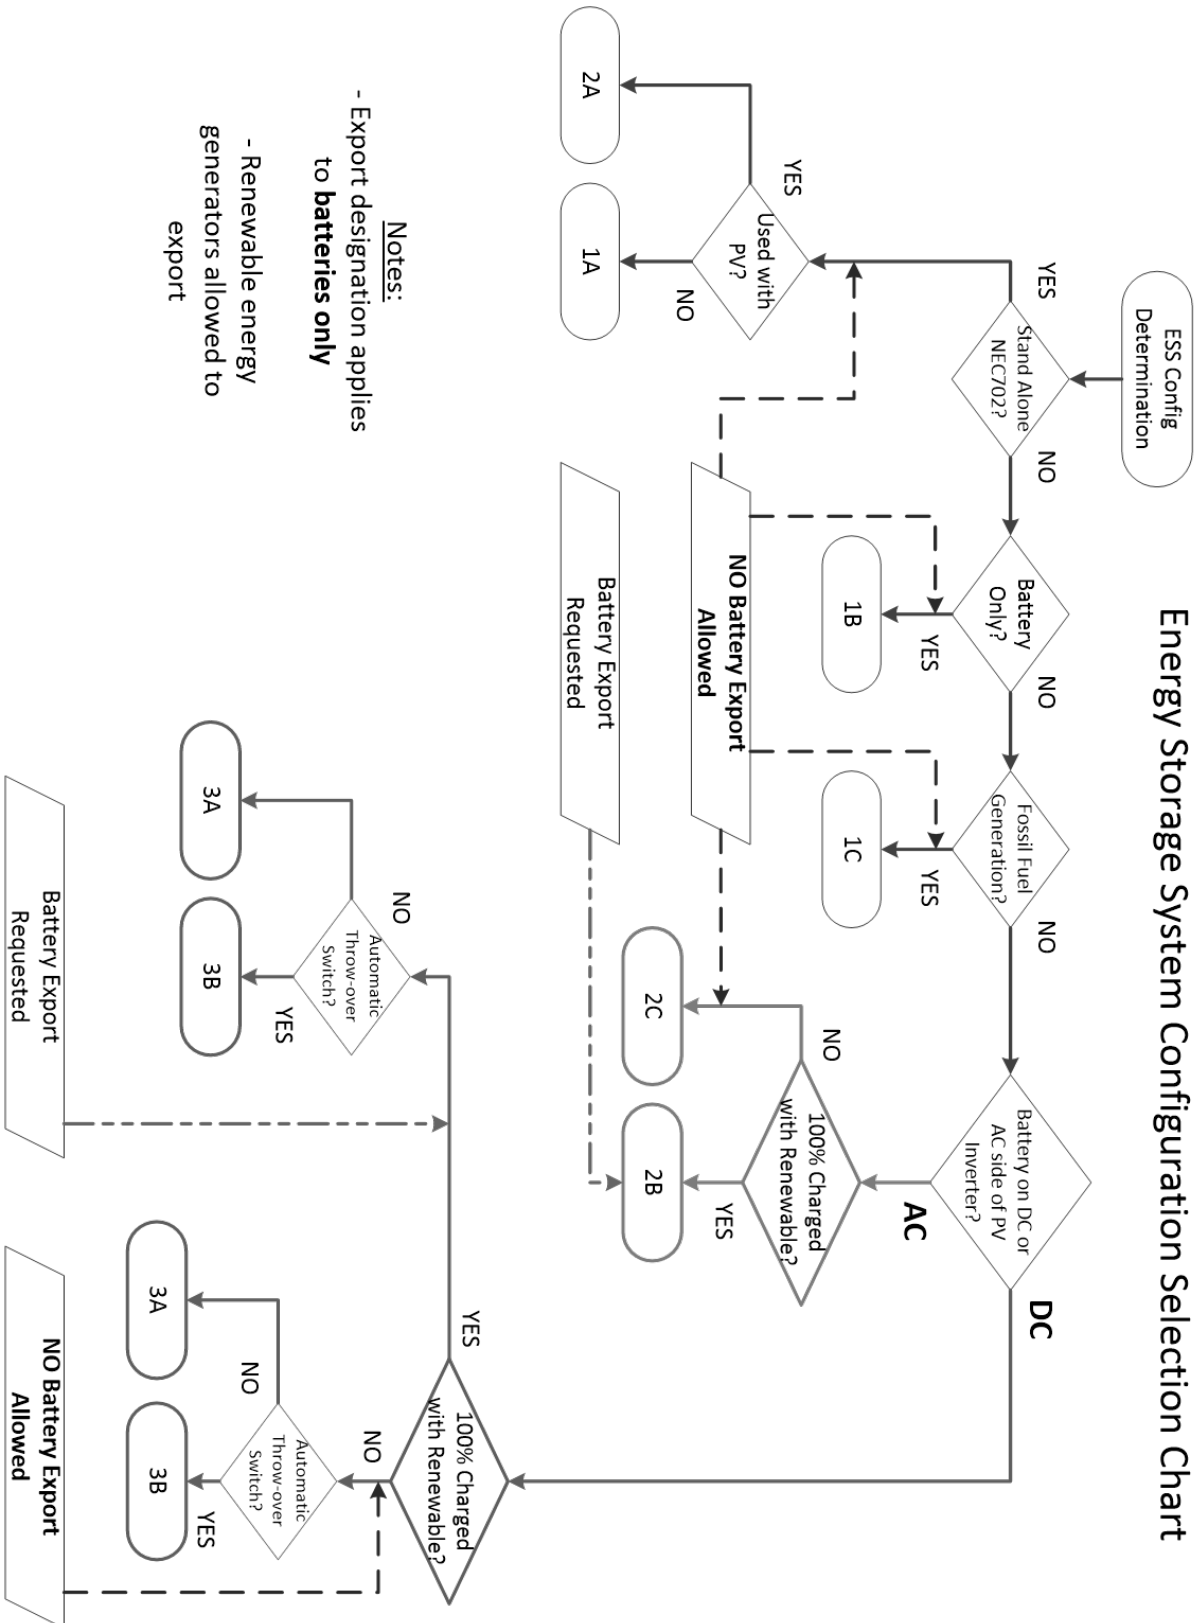 Energy Storage System Configuration Selection Chart
ESS Config
Determination
Stand Alone
NEC702?
YES
NO
Battery
Only?
NO
YES
Fossil Fuel
Generation?
NO
YES
Battery on DC or
AC side of PV
Inverter?
DC
AC
Used with
PV?
YES
NO
2A
1A
1B
1C
NO Battery Export
Allowed
Battery Export
Requested
100% Charged
with Renewable?
NO
YES
2C
2B
100% Charged
with Renewable?
YES
NO
Automatic
Throw-over
Switch?
NO
YES
3A
3B
Automatic
Throw-over
Switch?
NO
YES
3A
3B
Battery Export
Requested
NO Battery Export
Allowed
Notes:
- Export designation applies
to batteries only
- Renewable energy
generators allowed to
export